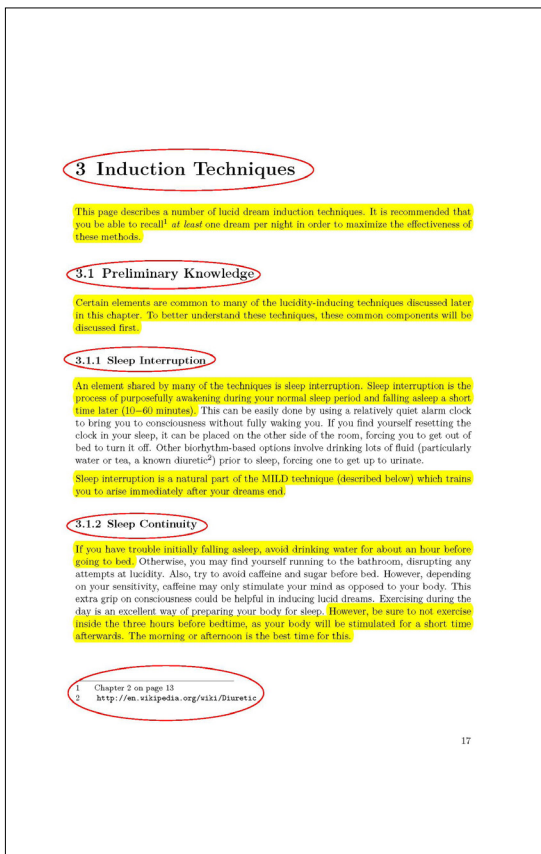 3 Induction Techniques
This page describes a number of lucid dream induction techniques. It is recommended that
you be able to recall¹ at least one dream per night in order to maximize the effectiveness of
these methods.
3.1 Preliminary Knowledge
Certain elements are common to many of the lucidity-inducing techniques discussed later
in this chapter. To better understand these techniques, these common components will be
discussed first.
3.1.1 Sleep Interruption
An element shared by many of the techniques is sleep interruption. Sleep interruption is the
process of purposefully awakening during your normal sleep period and falling asleep a short
time later (10−60 minutes). This can be easily done by using a relatively quiet alarm clock
to bring you to consciousness without fully waking you. If you find yourself resetting the
clock in your sleep, it can be placed on the other side of the room, forcing you to get out of
bed to turn it off. Other biorhythm-based options involve drinking lots of fluid (particularly
water or tea, a known diuretic²) prior to sleep, forcing one to get up to urinate.
Sleep interruption is a natural part of the MILD technique (described below) which trains
you to arise immediately after your dreams end.
3.1.2 Sleep Continuity
If you have trouble initially falling asleep, avoid drinking water for about an hour before
going to bed. Otherwise, you may find yourself running to the bathroom, disrupting any
attempts at lucidity. Also, try to avoid caffeine and sugar before bed. However, depending
on your sensitivity, caffeine may only stimulate your mind as opposed to your body. This
extra grip on consciousness could be helpful in inducing lucid dreams. Exercising during the
day is an excellent way of preparing your body for sleep. However, be sure to not exercise
inside the three hours before bedtime, as your body will be stimulated for a short time
afterwards. The morning or afternoon is the best time for this.
1 Chapter 2 on page 13
2 http://en.wikipedia.org/wiki/Diuretic
17